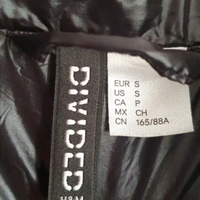 DIVIDED
H&M
EUR S
US S
CA P
MX CH
CN 165/88A